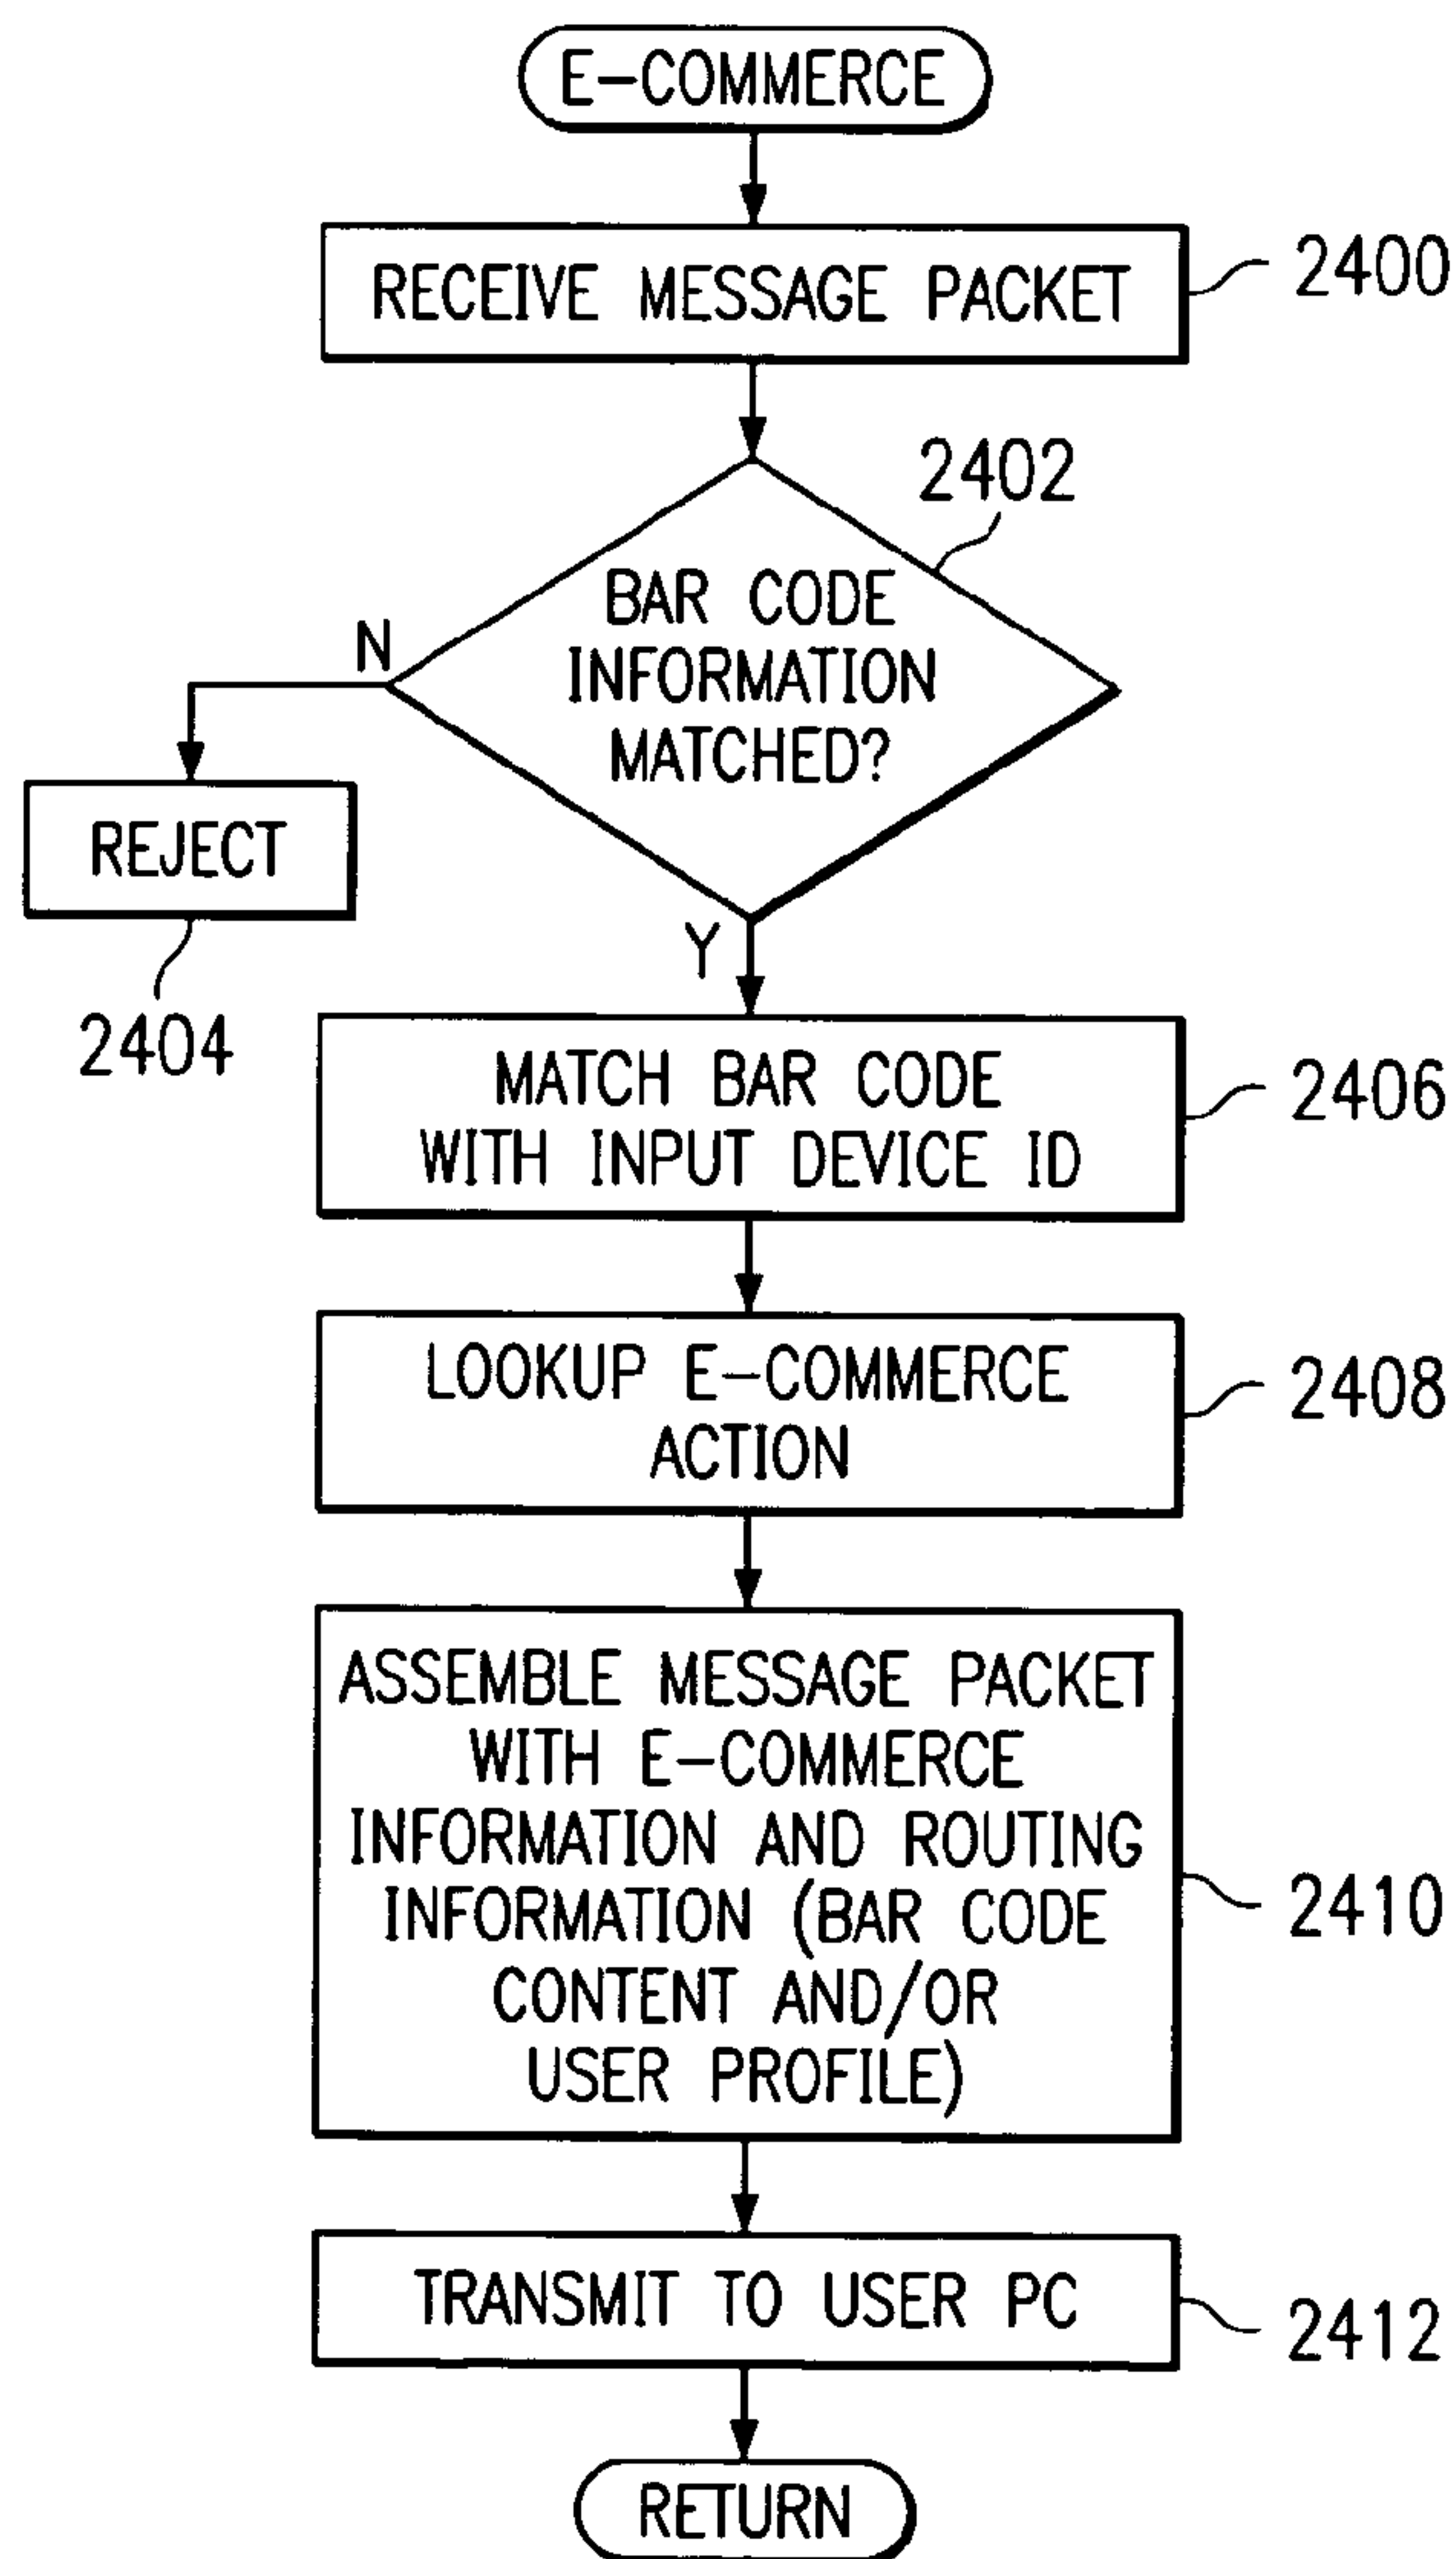 E-COMMERCE
RECEIVE MESSAGE PACKET
2400
2402
BAR CODE
INFORMATION
MATCHED?
N
REJECT
2404
Y
MATCH BAR CODE
WITH INPUT DEVICE ID
2406
LOOKUP E-COMMERCE
ACTION
2408
ASSEMBLE MESSAGE PACKET
WITH E-COMMERCE
INFORMATION AND ROUTING
INFORMATION (BAR CODE
CONTENT AND/OR
USER PROFILE)
2410
TRANSMIT TO USER PC
2412
RETURN